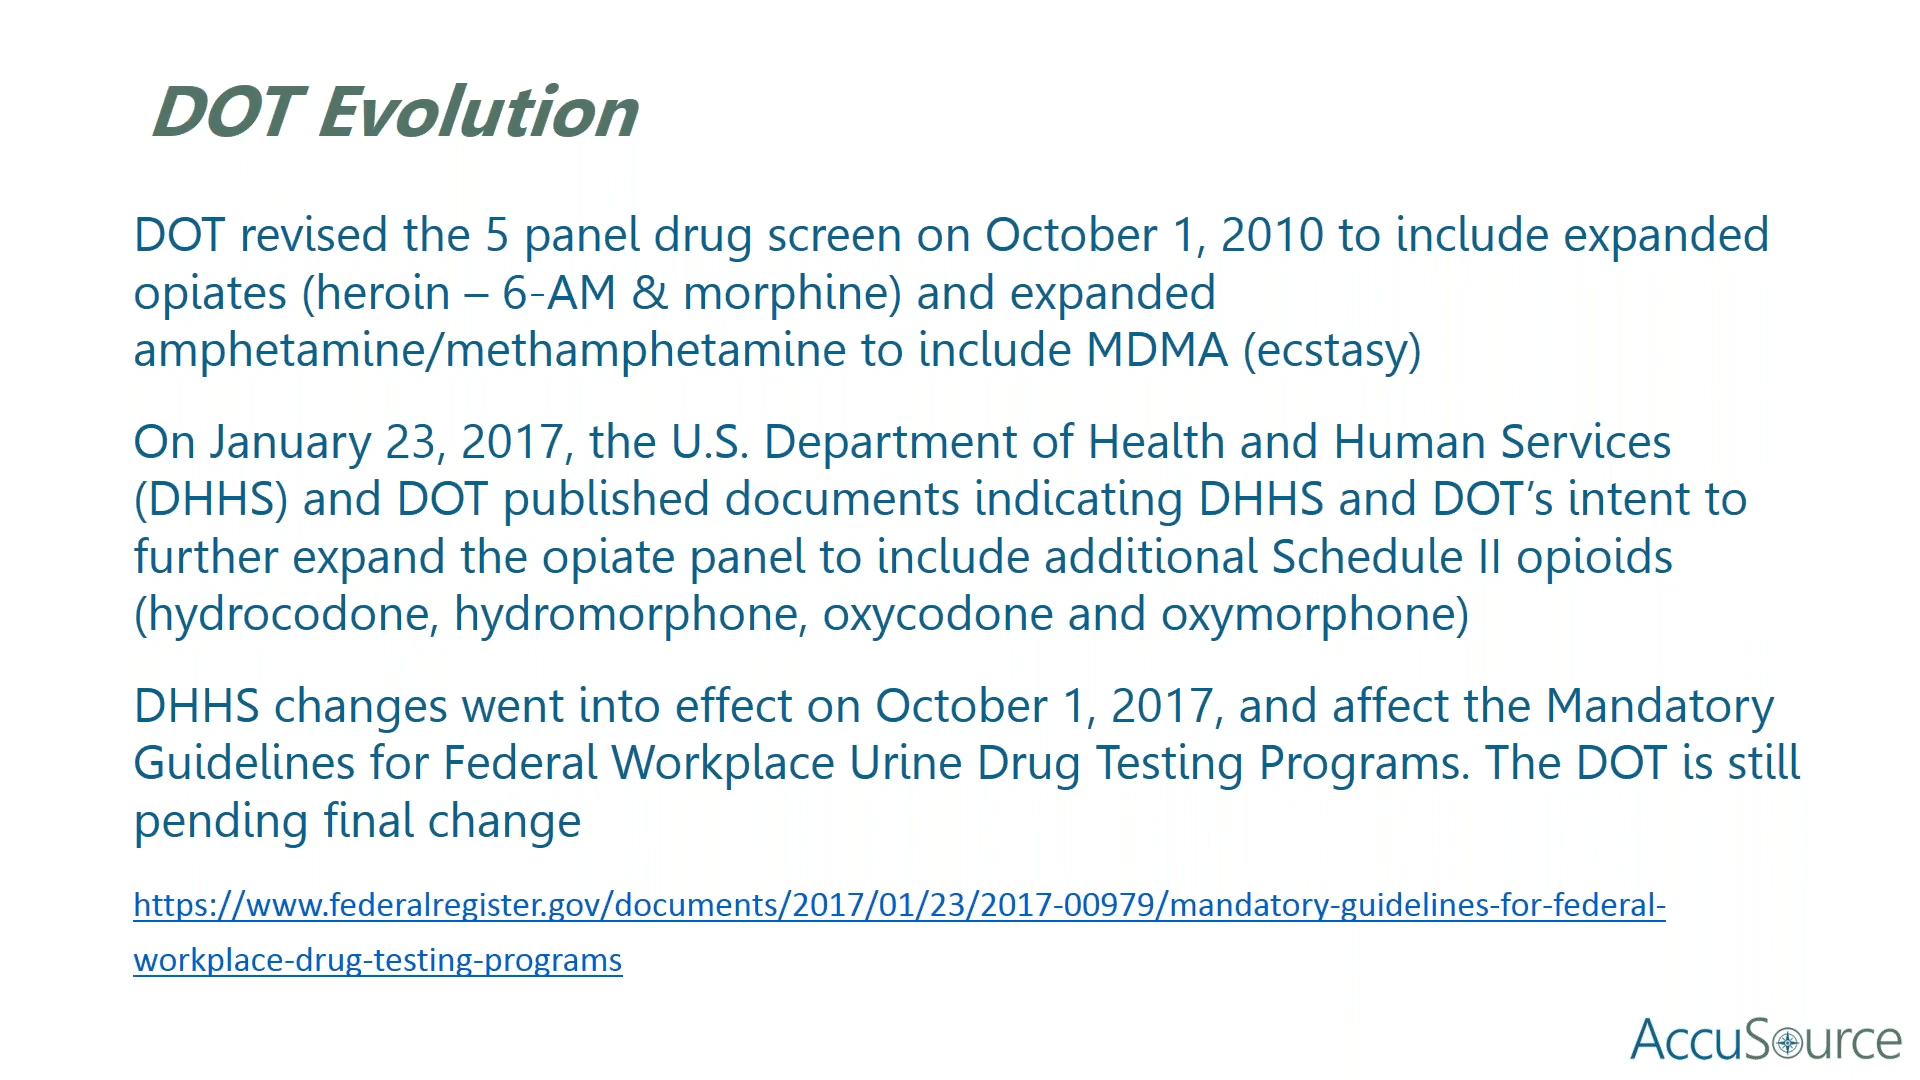 DOT Evolution
DOT revised the 5 panel drug screen on October 1, 2010 to include expanded
opiates (heroin – 6-AM & morphine) and expanded
amphetamine/methamphetamine to include MDMA (ecstasy)
On January 23, 2017, the U.S. Department of Health and Human Services
(DHHS) and DOT published documents indicating DHHS and DOT’s intent to
further expand the opiate panel to include additional Schedule II opioids
(hydrocodone, hydromorphone, oxycodone and oxymorphone)
DHHS changes went into effect on October 1, 2017, and affect the Mandatory
Guidelines for Federal Workplace Urine Drug Testing Programs. The DOT is still
pending final change
https://www.federalregister.gov/documents/2017/01/23/2017-00979/mandatory-guidelines-for-federal-
workplace-drug-testing-programs
AccuSource